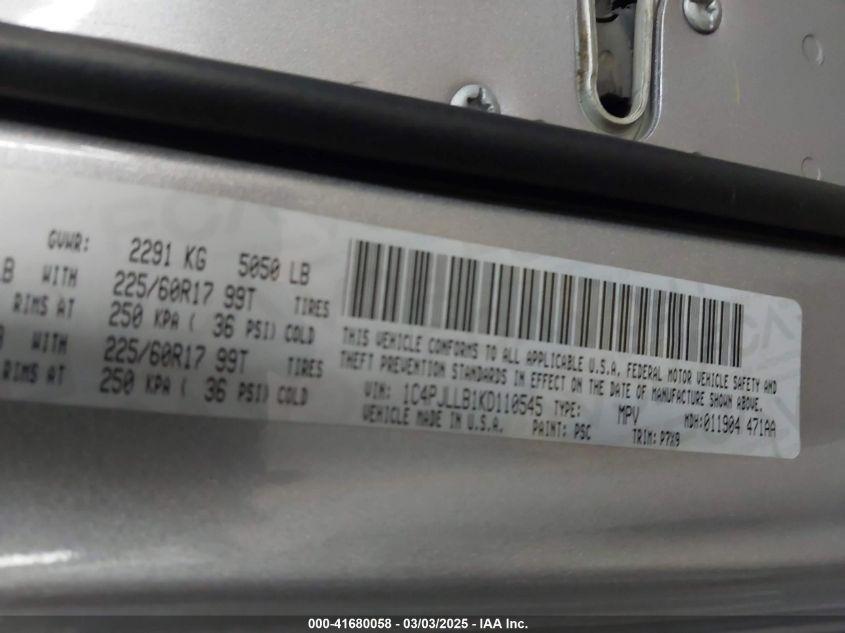 GVWR: 2291 KG 5050 LB
LB WITH 225/60R17 99T TIRES
RIMS AT 250 KPA ( 36 PSI) COLD
WITH 225/60R17 99T TIRES
RIMS AT 250 KPA ( 36 PSI) COLD
THIS VEHICLE CONFORMS TO ALL APPLICABLE U.S.A. FEDERAL MOTOR VEHICLE SAFETY AND
THEFT PREVENTION STANDARDS IN EFFECT ON THE DATE OF MANUFACTURE SHOWN ABOVE.
VIN: 1C4PJLLB1KD110545 TYPE: MPV MDH:011904 471AA
VEHICLE MADE IN U.S.A. PAINT: PSC TRIM: P7X9
000-41680058 - 03/03/2025 - IAA Inc.